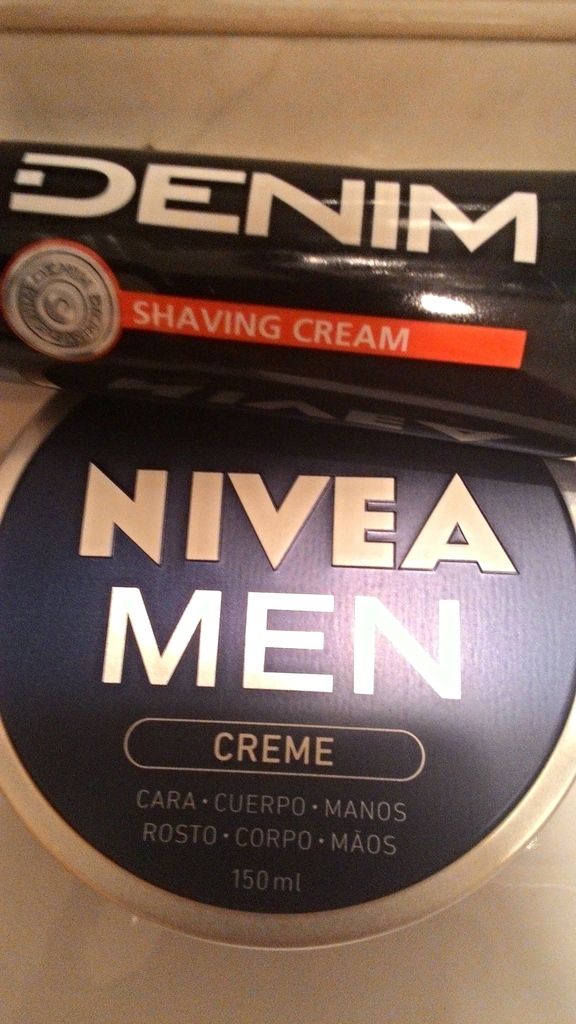 DENIM
SHAVING CREAM
NIVEA
MEN
CREME
CARA • CUERPO • MANOS
ROSTO • CORPO • MÃOS
150 ml